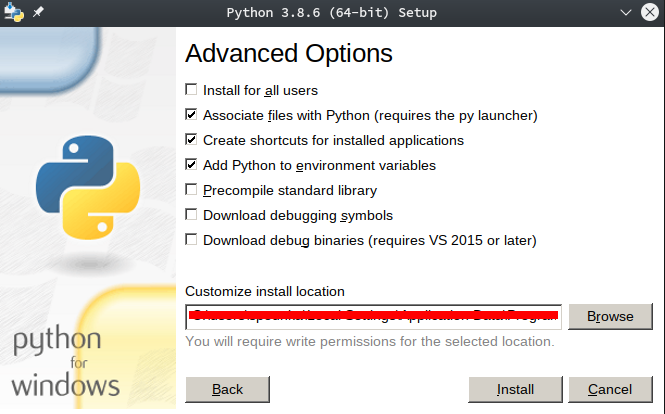 Python 3.8.6 (64-bit) Setup
Advanced Options
Install for all users
Associate files with Python (requires the py launcher)
Create shortcuts for installed applications
Add Python to environment variables
Precompile standard library
Download debugging symbols
Download debug binaries (requires VS 2015 or later)
Customize install location
Browse
You will require write permissions for the selected location.
python
for
windows
Back
Install
Cancel